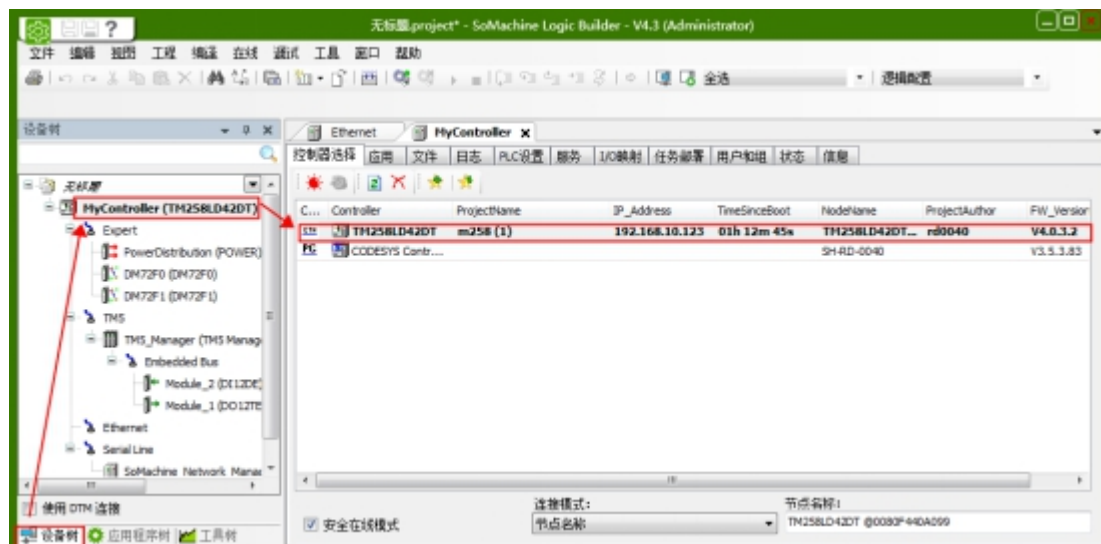 无标题.project* - SoMachine Logic Builder - V4.3 (Administrator)
文件 编辑 视图 工程 编译 在线 调试 工具 窗口 帮助
全选 逻辑配置
设备树
Ethernet MyController
控制器选择 应用 文件 日志 PLC设置 服务 I/O映射 任务部署 用户和组 状态 信息
无标题
MyController (TM258LD42DT)
Expert
PowerDistribution (POWER)
DM72F0 (DM72F0)
DM72F1 (DM72F1)
TMS
TMS_Manager (TMS Manag
Embedded Bus
Module_2 (DI12DE)
Module_1 (DO12TE
Ethernet
Serial Line
SoMachine_Network_Manag
使用 DTM 连接
设备树 应用程序树 工具树
C... Controller ProjectName IP_Address TimeSinceBoot NodeName ProjectAuthor FW_Version
TM258LD42DT m258 (1) 192.168.10.123 01h 12m 45s TM258LD42DT... rd0040 V4.0.3.2
PG CODESYS Contr... SH-RD-0040 V3.5.3.83
连接模式: 节点名称:
安全在线模式 节点名称 TM258LD42DT @0080F440A099